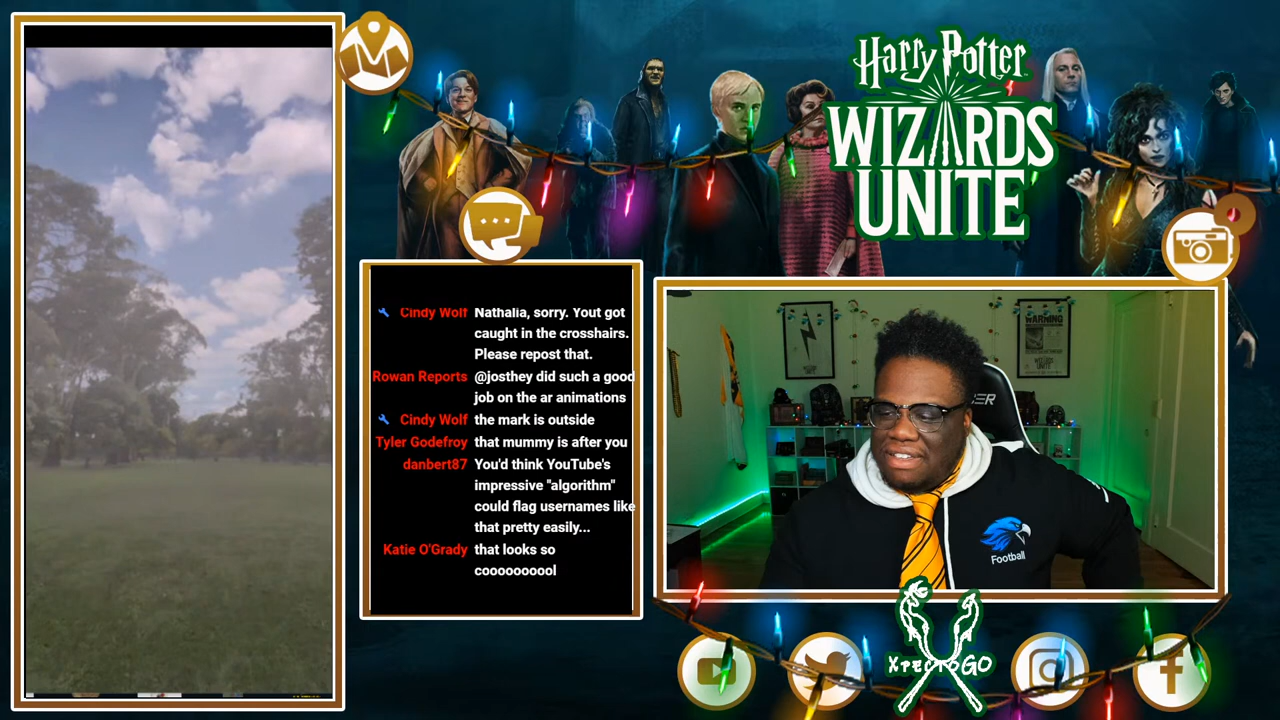 Harry Potter
WIZARDS
UNITE
Cindy Wolf Nathalia, sorry. Yout got
caught in the crosshairs.
Please repost that.
Rowan Reports @josthey did such a good
job on the ar animations
Cindy Wolf the mark is outside
Tyler Godefroy that mummy is after you
danbert87 You'd think YouTube's
impressive "algorithm"
could flag usernames like
that pretty easily...
Katie O'Grady that looks so
cooooooool
WARNING
Football
XPECTOGO